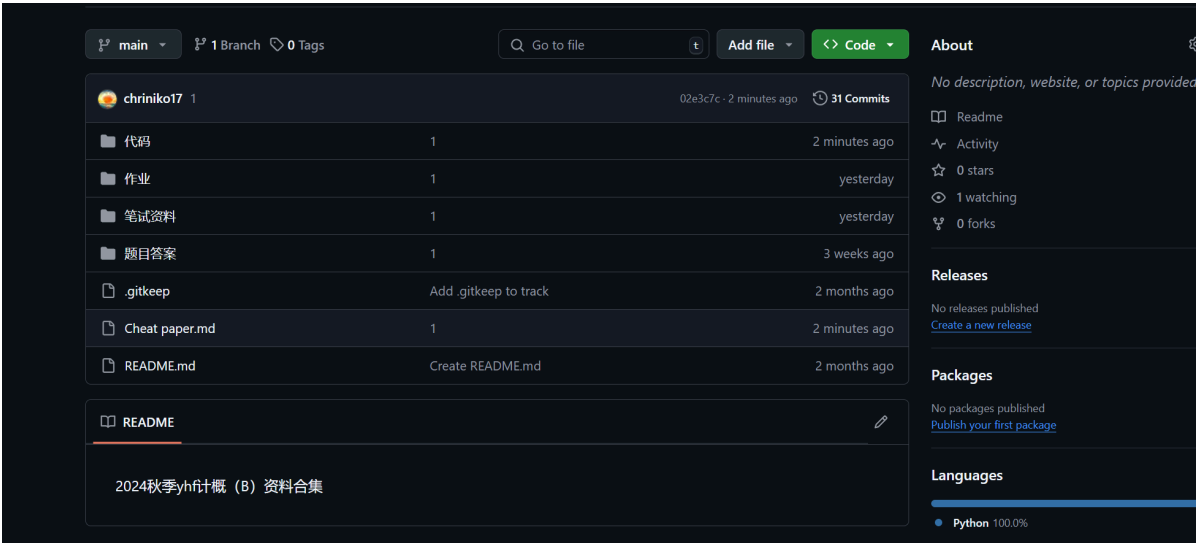 main 1 Branch 0 Tags Go to file t Add file Code About
No description, website, or topics provided
chriniko17 1 02e3c7c · 2 minutes ago 31 Commits
Readme
代码 1 2 minutes ago
Activity
0 stars
作业 1 yesterday
1 watching
笔试资料 1 yesterday
0 forks
题目答案 1 3 weeks ago
Releases
.gitkeep Add .gitkeep to track 2 months ago
No releases published
Create a new release
Cheat paper.md 1 2 minutes ago
README.md Create README.md 2 months ago
Packages
No packages published
README
Publish your first package
Languages
2024秋季yhf计概（B）资料合集
Python 100.0%